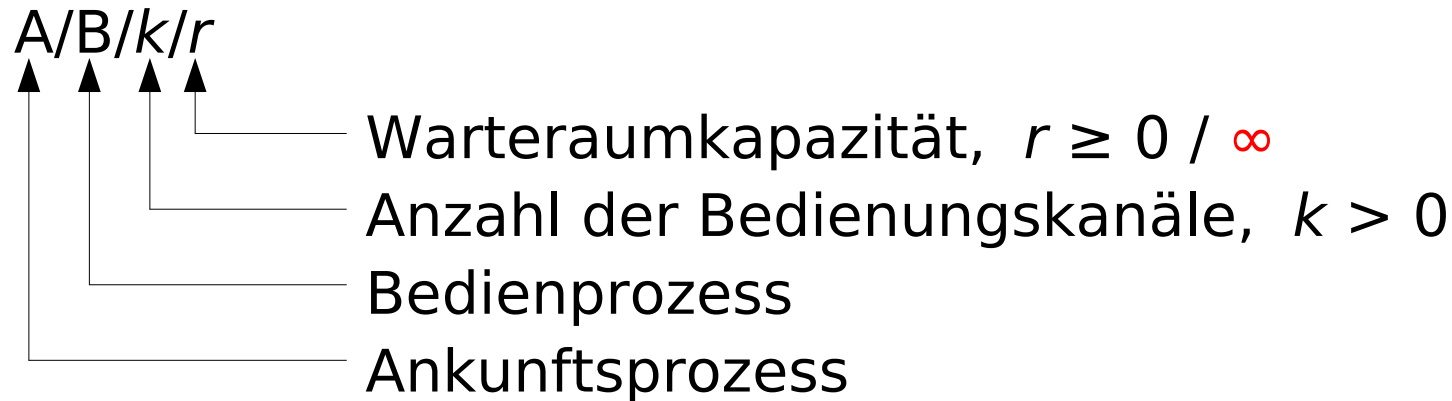 A/B/k/r
Warteraumkapazität, r ≥ 0 / ∞
Anzahl der Bedienungskanäle, k > 0
Bedienprozess
Ankunftsprozess